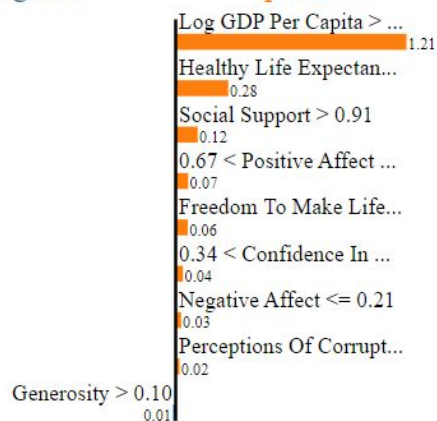 Log GDP Per Capita > ...
1.21
Healthy Life Expectan...
0.28
Social Support > 0.91
0.12
0.67 < Positive Affect ...
0.07
Freedom To Make Life...
0.06
0.34 < Confidence In ...
0.04
Negative Affect <= 0.21
0.03
Perceptions Of Corrupt...
0.02
Generosity > 0.10
0.01